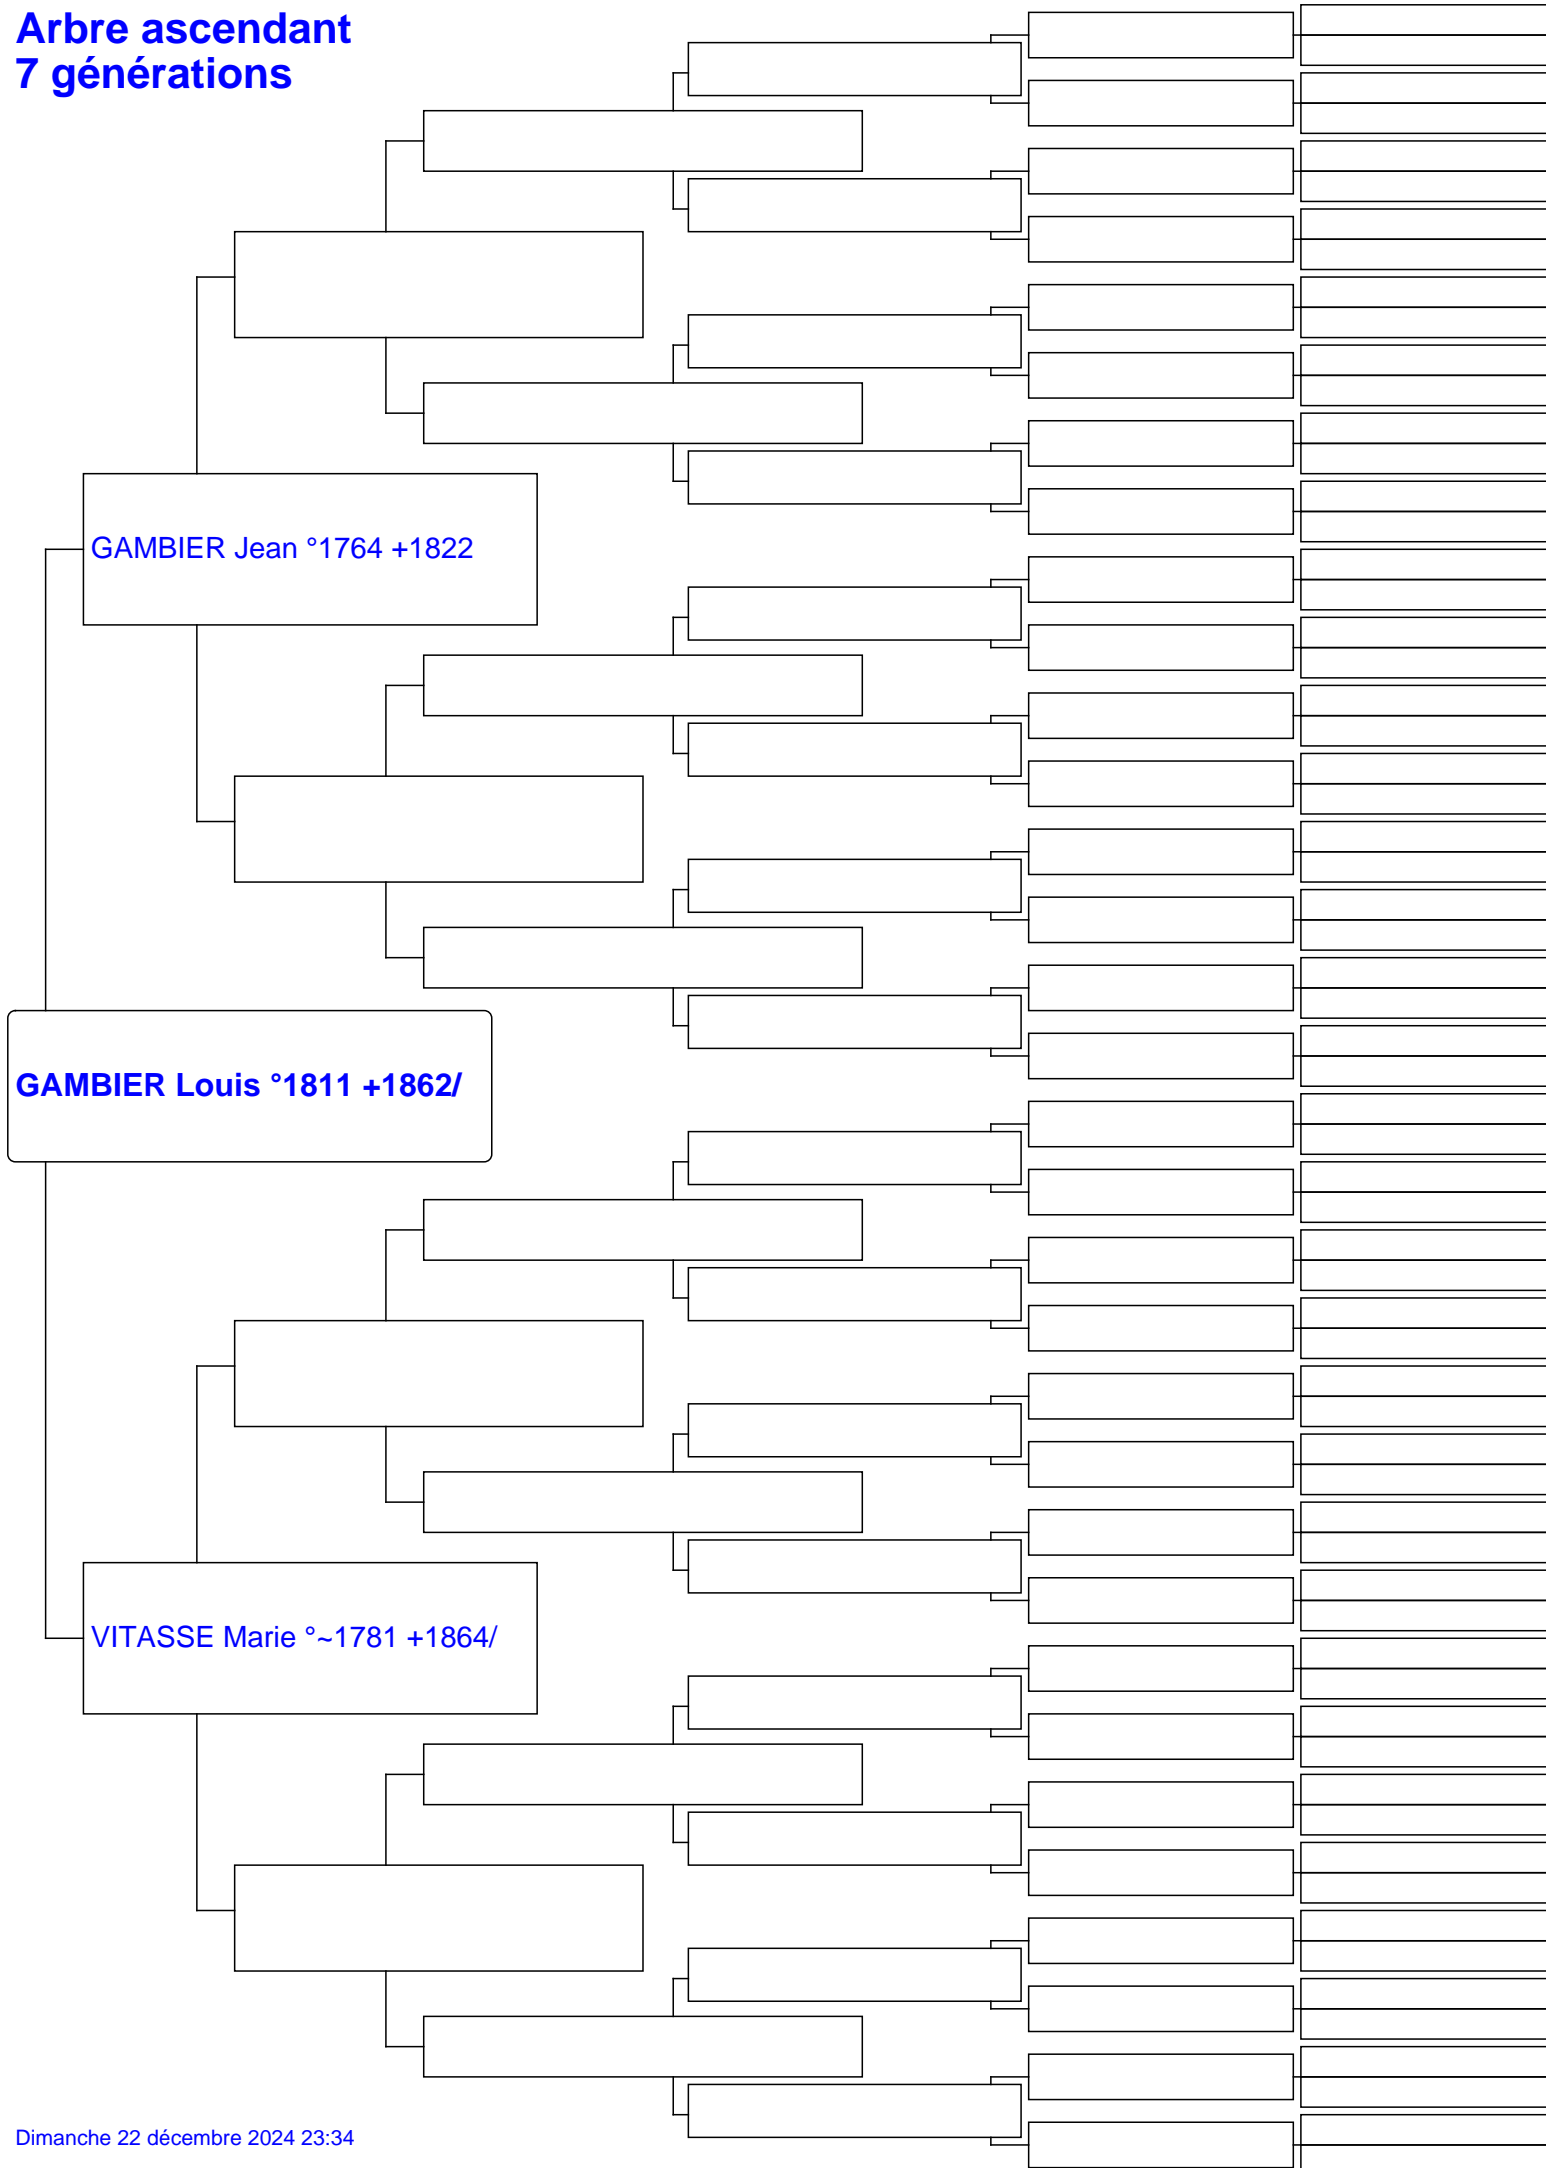 Arbre ascendant
7 générations
GAMBIER Jean °1764 +1822
GAMBIER Louis °1811 +1862/
VITASSE Marie °~1781 +1864/
Dimanche 22 décembre 2024 23:34